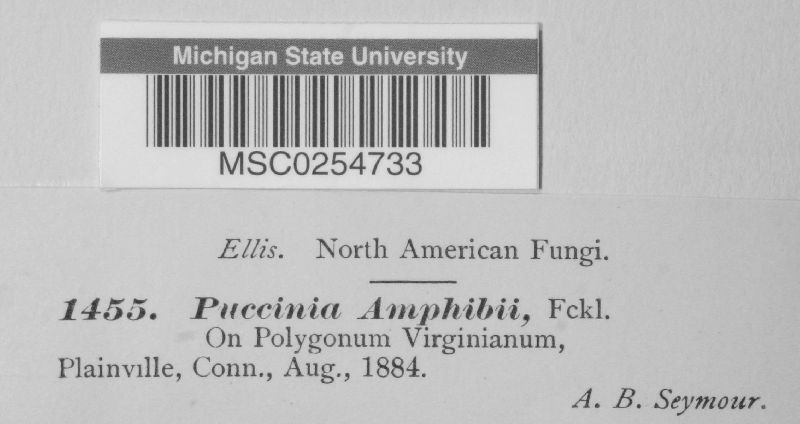 Michigan State University
MSC0254733
Ellis. North American Fungi.
1455. Puccinia Amphibii, Fckl.
On Polygonum Virginianum,
Plainville, Conn., Aug., 1884.
A. B. Seymour.